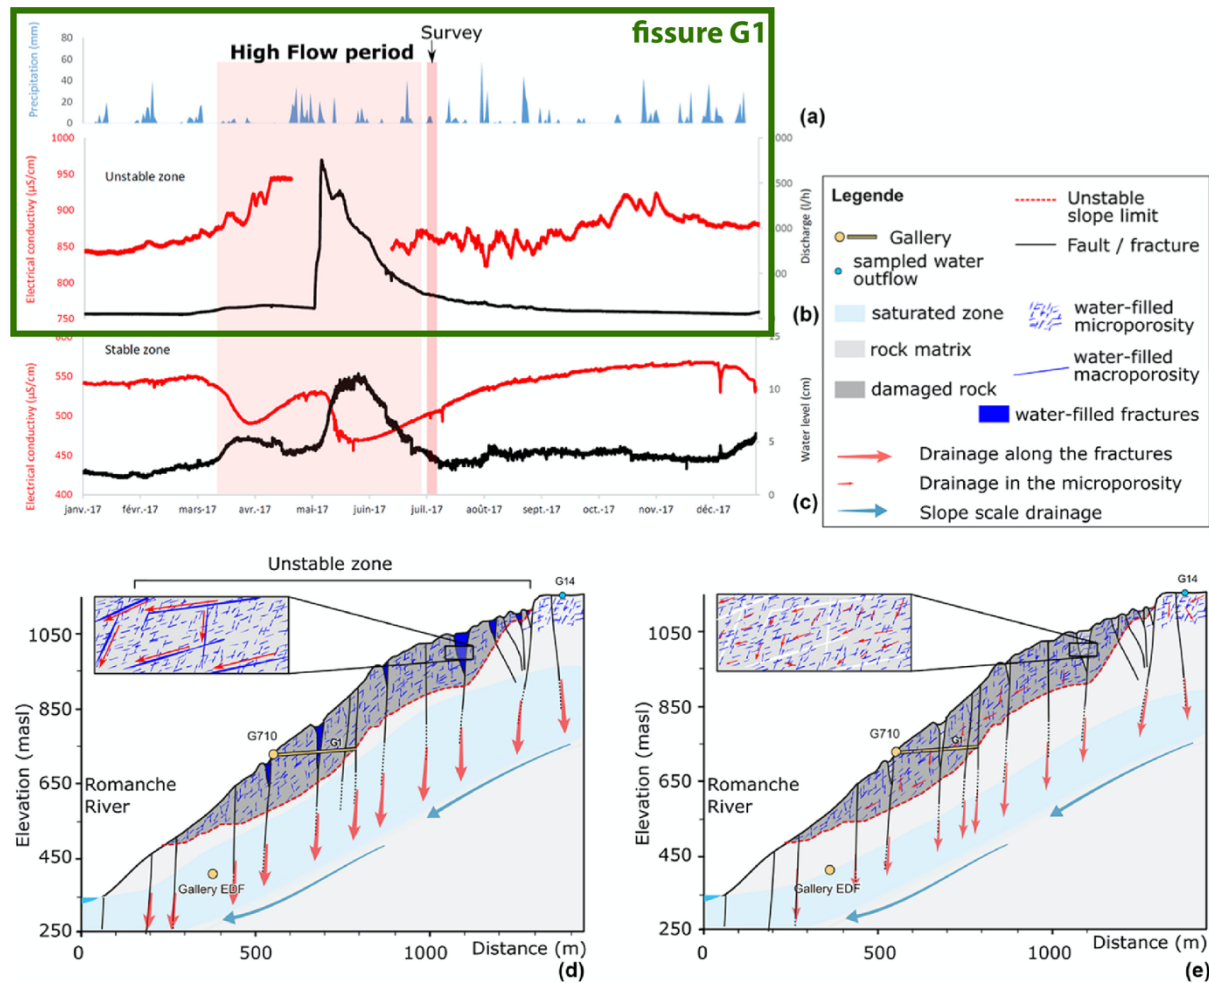 fissure G1
Survey
High Flow period
Precipitation (mm)
80
60
40
20
0
(a)
1000
950
900
850
800
750
Electrical conductivy (µS/cm)
Unstable zone
Discharge (l/h)
(b)
Stable zone
550
500
450
400
Electrical conductivy (µS/cm)
15
10
5
0
Water level (cm)
janv.-17 févr.-17 mars-17 avr.-17 mai-17 juin-17 juil.-17 août-17 sept.-17 oct.-17 nov.-17 déc.-17
(c)
Legende
Gallery
sampled water
outflow
saturated zone
rock matrix
damaged rock
Unstable
slope limit
Fault / fracture
water-filled
microporosity
water-filled
macroporosity
water-filled fractures
Drainage along the fractures
Drainage in the microporosity
Slope scale drainage
Unstable zone
G14
1050
850
650
450
250
Elevation (masl)
G710
G1
Romanche
River
Gallery EDF
0 500 1000
Distance (m)
(d)
G14
1050
850
650
450
250
Elevation (masl)
G710
G1
Romanche
River
Gallery EDF
0 500 1000
Distance (m)
(e)